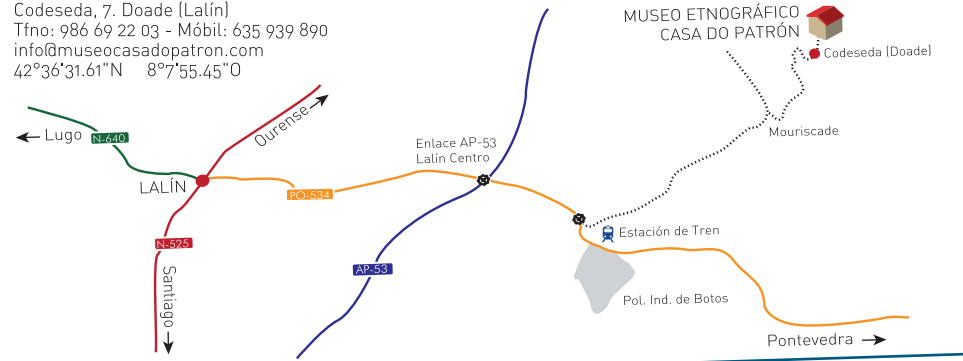 Codeseda, 7. Doade (Lalín)
Tfno: 986 69 22 03 - Móbil: 635 939 890
info@museocasadopatron.com
42°36'31.61"N 8°7'55.45"O
MUSEO ETNOGRÁFICO
CASA DO PATRÓN
Codeseda (Doade)
Mouriscade
Lugo
N-640
Ourense
Enlace AP-53
Lalín Centro
LALÍN
PO-534
N-525
Santiago
AP-53
Estación de Tren
Pol. Ind. de Botos
Pontevedra